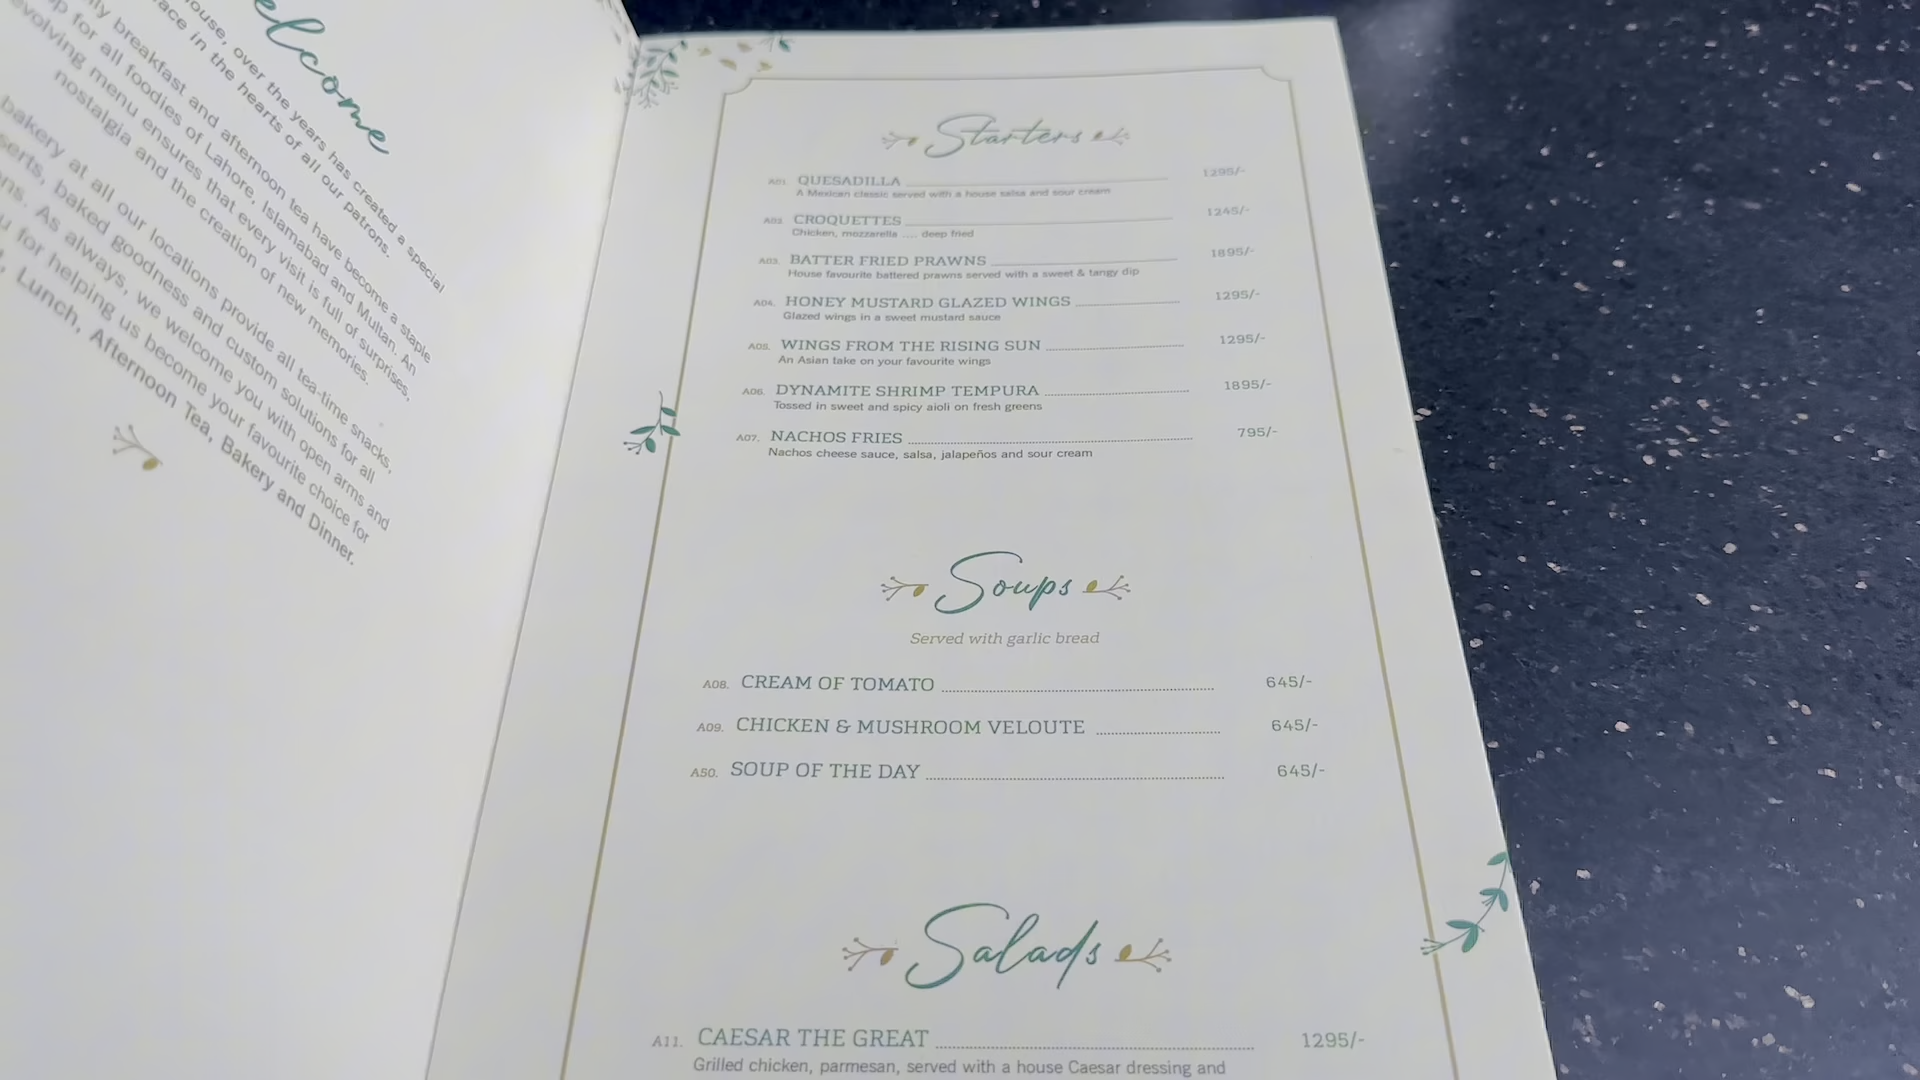 elcome
ouse, over the years has created a special
ace in the hearts of all our patrons.
ily breakfast and afternoon tea have become a staple
p for all foodies of Lahore, Islamabad and Multan. An
evolving menu ensures that every visit is full of surprises,
nostalgia and the creation of new memories.
bakery at all our locations provide all tea-time snacks,
serts, baked goodness and custom solutions for all
ons. As always, we welcome you with open arms and
u for helping us become your favourite choice for
t, Lunch, Afternoon Tea, Bakery and Dinner.
Starters
A01. QUESADILLA 1295/-
A Mexican classic served with a house salsa and sour cream
A02. CROQUETTES 1245/-
Chicken, mozzarella .... deep fried
A03. BATTER FRIED PRAWNS 1895/-
House favourite battered prawns served with a sweet & tangy dip
A04. HONEY MUSTARD GLAZED WINGS 1295/-
Glazed wings in a sweet mustard sauce
A05. WINGS FROM THE RISING SUN 1295/-
An Asian take on your favourite wings
A06. DYNAMITE SHRIMP TEMPURA 1895/-
Tossed in sweet and spicy aioli on fresh greens
A07. NACHOS FRIES 795/-
Nachos cheese sauce, salsa, jalapeños and sour cream
Soups
Served with garlic bread
A08. CREAM OF TOMATO 645/-
A09. CHICKEN & MUSHROOM VELOUTE 645/-
A50. SOUP OF THE DAY 645/-
Salads
A11. CAESAR THE GREAT 1295/-
Grilled chicken, parmesan, served with a house Caesar dressing and